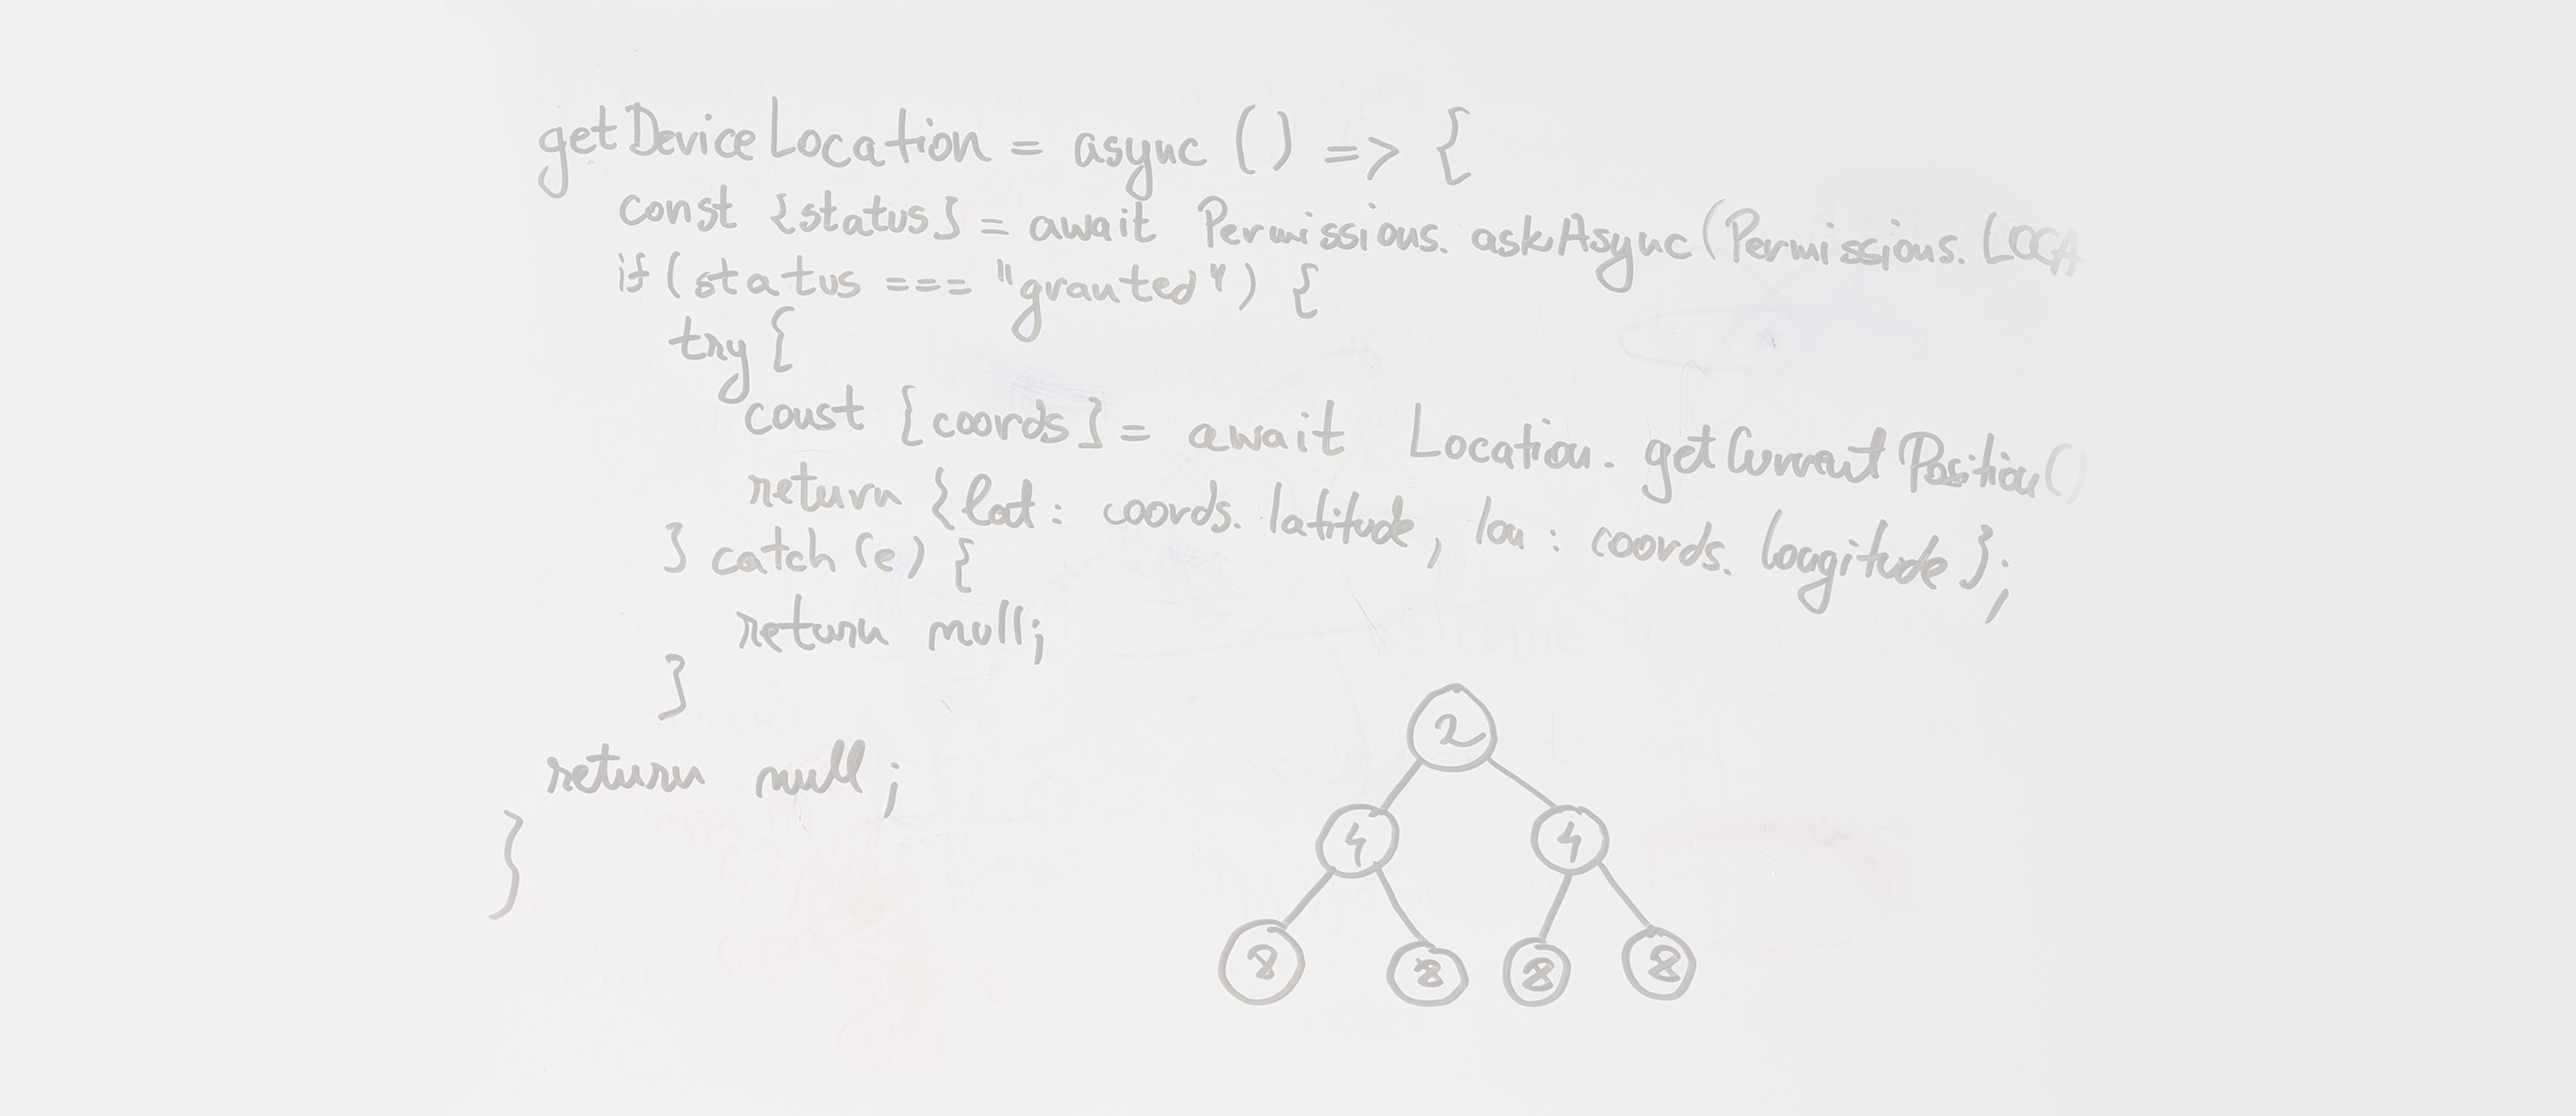 getDeviceLocation = async () => {
const {status} = await Permissions.askAsync(Permissions.LOCA
if (status === "granted") {
try {
const {coords} = await Location.getCurrentPosition()
return {lat: coords.latitude, lon: coords.longitude};
} catch (e) {
return null;
}
return null;
}
2
4 4
8 8 8 8